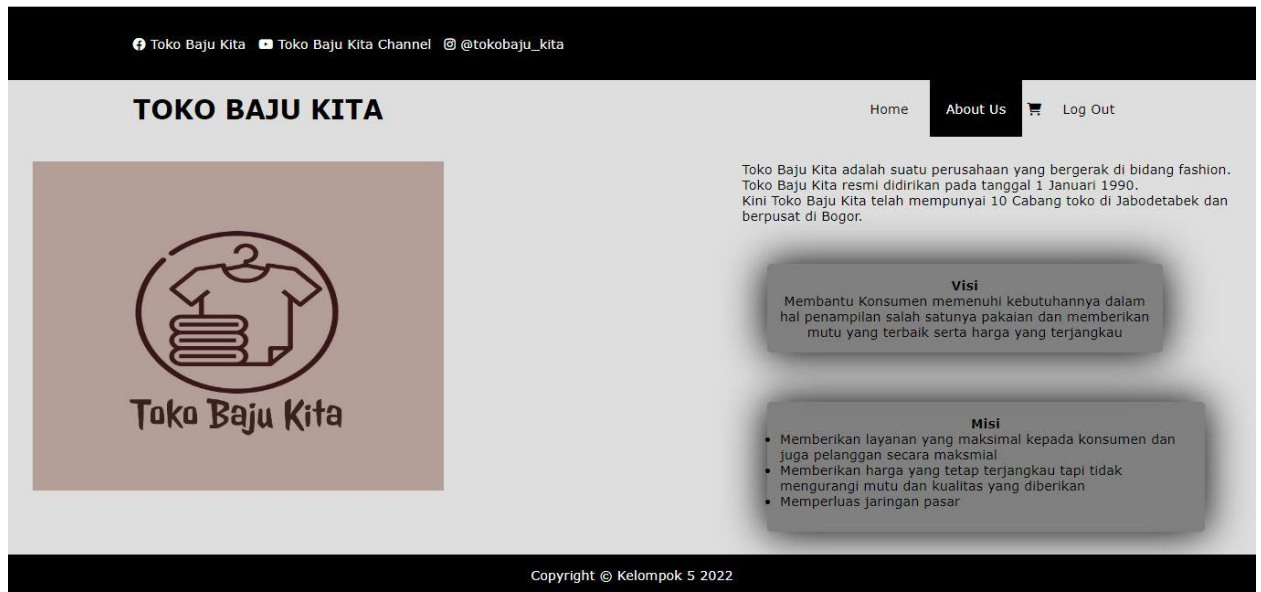 Toko Baju Kita Toko Baju Kita Channel @tokobaju_kita
TOKO BAJU KITA
Home About Us Log Out
Toko Baju Kita
Toko Baju Kita adalah suatu perusahaan yang bergerak di bidang fashion.
Toko Baju Kita resmi didirikan pada tanggal 1 Januari 1990.
Kini Toko Baju Kita telah mempunyai 10 Cabang toko di Jabodetabek dan
berpusat di Bogor.
Visi
Membantu Konsumen memenuhi kebutuhannya dalam
hal penampilan salah satunya pakaian dan memberikan
mutu yang terbaik serta harga yang terjangkau
Misi
• Memberikan layanan yang maksimal kepada konsumen dan
juga pelanggan secara maksmial
• Memberikan harga yang tetap terjangkau tapi tidak
mengurangi mutu dan kualitas yang diberikan
• Memperluas jaringan pasar
Copyright © Kelompok 5 2022